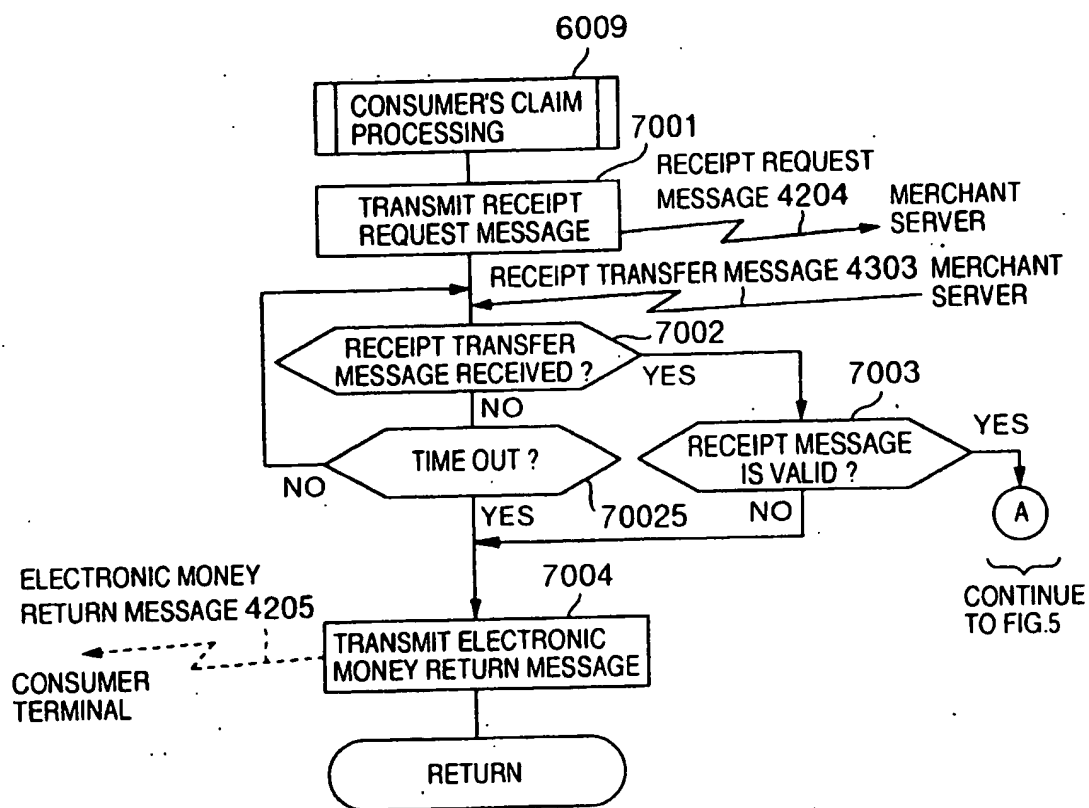 6009
CONSUMER'S CLAIM
PROCESSING
7001
TRANSMIT RECEIPT
REQUEST MESSAGE
RECEIPT REQUEST
MESSAGE 4204
MERCHANT
SERVER
RECEIPT TRANSFER MESSAGE 4303
MERCHANT
SERVER
7002
RECEIPT TRANSFER
MESSAGE RECEIVED ?
YES
NO
7003
RECEIPT MESSAGE
IS VALID ?
YES
NO
A
CONTINUE
TO FIG.5
TIME OUT ?
NO
YES
70025
7004
ELECTRONIC MONEY
RETURN MESSAGE 4205
TRANSMIT ELECTRONIC
MONEY RETURN MESSAGE
CONSUMER
TERMINAL
RETURN